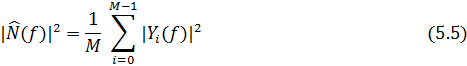 |N̂(f)|² = 1/M ∑_{i=0}^{M−1} |Y_i(f)|² (5.5)